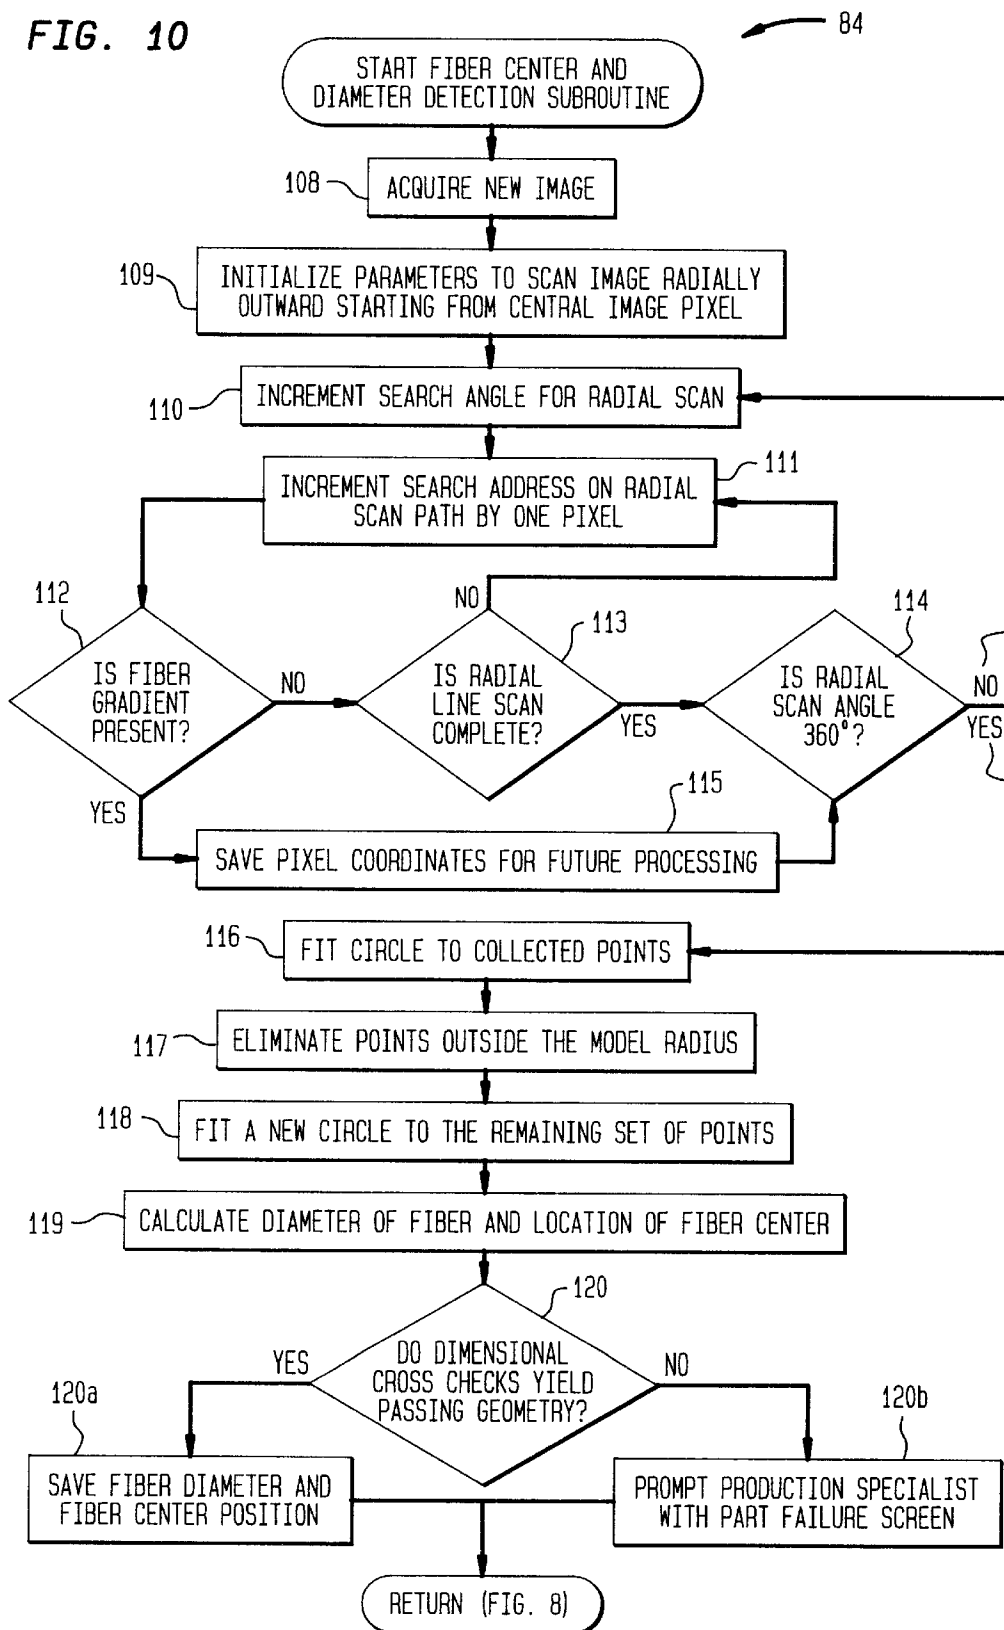 FIG. 10
84
START FIBER CENTER AND
DIAMETER DETECTION SUBROUTINE
108
ACQUIRE NEW IMAGE
109
INITIALIZE PARAMETERS TO SCAN IMAGE RADIALLY
OUTWARD STARTING FROM CENTRAL IMAGE PIXEL
110
INCREMENT SEARCH ANGLE FOR RADIAL SCAN
111
INCREMENT SEARCH ADDRESS ON RADIAL
SCAN PATH BY ONE PIXEL
112
IS FIBER
GRADIENT
PRESENT?
NO
YES
113
NO
IS RADIAL
LINE SCAN
COMPLETE?
YES
114
IS RADIAL
SCAN ANGLE
360°?
NO
YES
115
SAVE PIXEL COORDINATES FOR FUTURE PROCESSING
116
FIT CIRCLE TO COLLECTED POINTS
117
ELIMINATE POINTS OUTSIDE THE MODEL RADIUS
118
FIT A NEW CIRCLE TO THE REMAINING SET OF POINTS
119
CALCULATE DIAMETER OF FIBER AND LOCATION OF FIBER CENTER
120
DO DIMENSIONAL
CROSS CHECKS YIELD
PASSING GEOMETRY?
YES
NO
120a
SAVE FIBER DIAMETER AND
FIBER CENTER POSITION
120b
PROMPT PRODUCTION SPECIALIST
WITH PART FAILURE SCREEN
RETURN (FIG. 8)